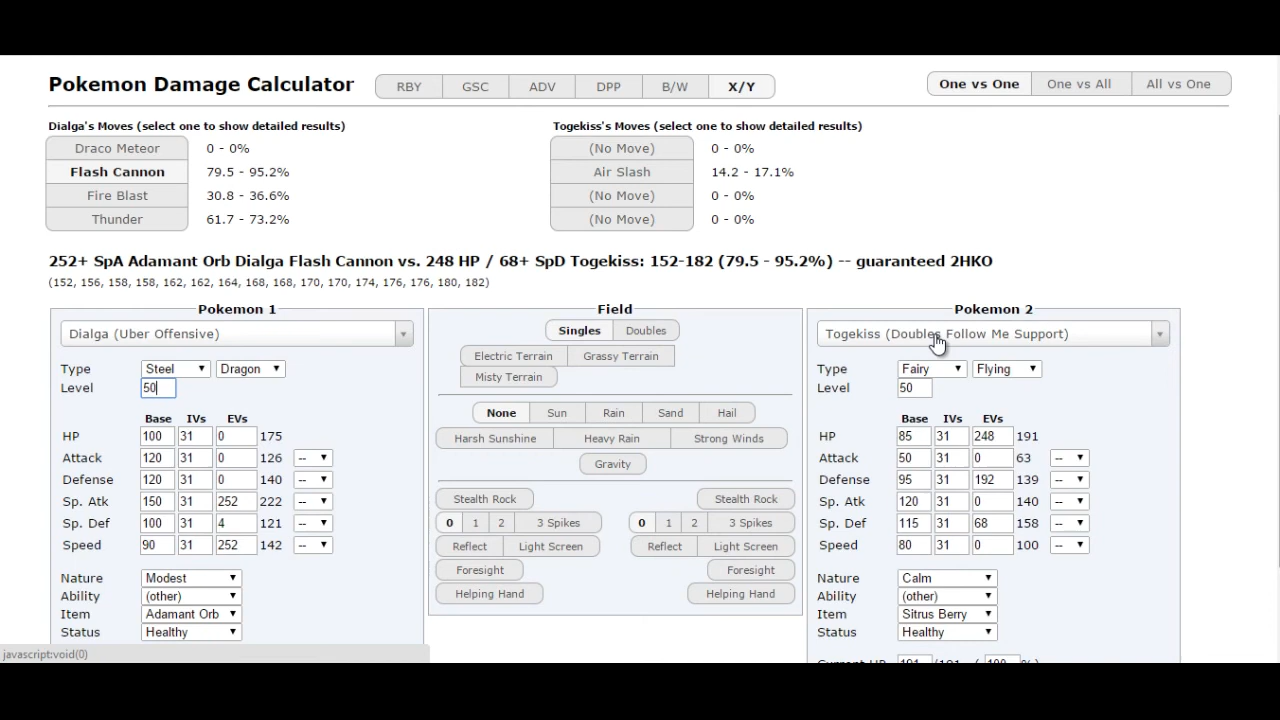 Pokemon Damage Calculator RBY GSC ADV DPP B/W X/Y One vs One One vs All All vs One
Dialga's Moves (select one to show detailed results) Togekiss's Moves (select one to show detailed results)
Draco Meteor 0 - 0% (No Move) 0 - 0%
Flash Cannon 79.5 - 95.2% Air Slash 14.2 - 17.1%
Fire Blast 30.8 - 36.6% (No Move) 0 - 0%
Thunder 61.7 - 73.2% (No Move) 0 - 0%
252+ SpA Adamant Orb Dialga Flash Cannon vs. 248 HP / 68+ SpD Togekiss: 152-182 (79.5 - 95.2%) -- guaranteed 2HKO
(152, 156, 158, 158, 162, 162, 164, 168, 168, 170, 170, 174, 176, 176, 180, 182)
Pokemon 1
Dialga (Uber Offensive)
Type Steel Dragon
Level 50
Base IVs EVs
HP 100 31 0 175
Attack 120 31 0 126 --
Defense 120 31 0 140 --
Sp. Atk 150 31 252 222 --
Sp. Def 100 31 4 121 --
Speed 90 31 252 142 --
Nature Modest
Ability (other)
Item Adamant Orb
Status Healthy
Field
Singles Doubles
Electric Terrain Grassy Terrain
Misty Terrain
None Sun Rain Sand Hail
Harsh Sunshine Heavy Rain Strong Winds
Gravity
Stealth Rock Stealth Rock
0 1 2 3 Spikes 0 1 2 3 Spikes
Reflect Light Screen Reflect Light Screen
Foresight Foresight
Helping Hand Helping Hand
Pokemon 2
Togekiss (Doubles Follow Me Support)
Type Fairy Flying
Level 50
Base IVs EVs
HP 85 31 248 191
Attack 50 31 0 63 --
Defense 95 31 192 139 --
Sp. Atk 120 31 0 140 --
Sp. Def 115 31 68 158 --
Speed 80 31 0 100 --
Nature Calm
Ability (other)
Item Sitrus Berry
Status Healthy
Current HP 191 /191 ( 100 %)
javascript:void(0)